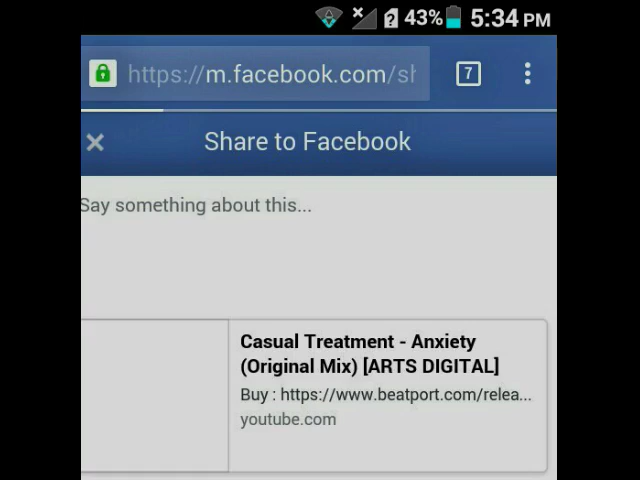 43% 5:34 PM
https://m.facebook.com/sh
7
Share to Facebook
Say something about this...
Casual Treatment - Anxiety
(Original Mix) [ARTS DIGITAL]
Buy : https://www.beatport.com/relea...
youtube.com